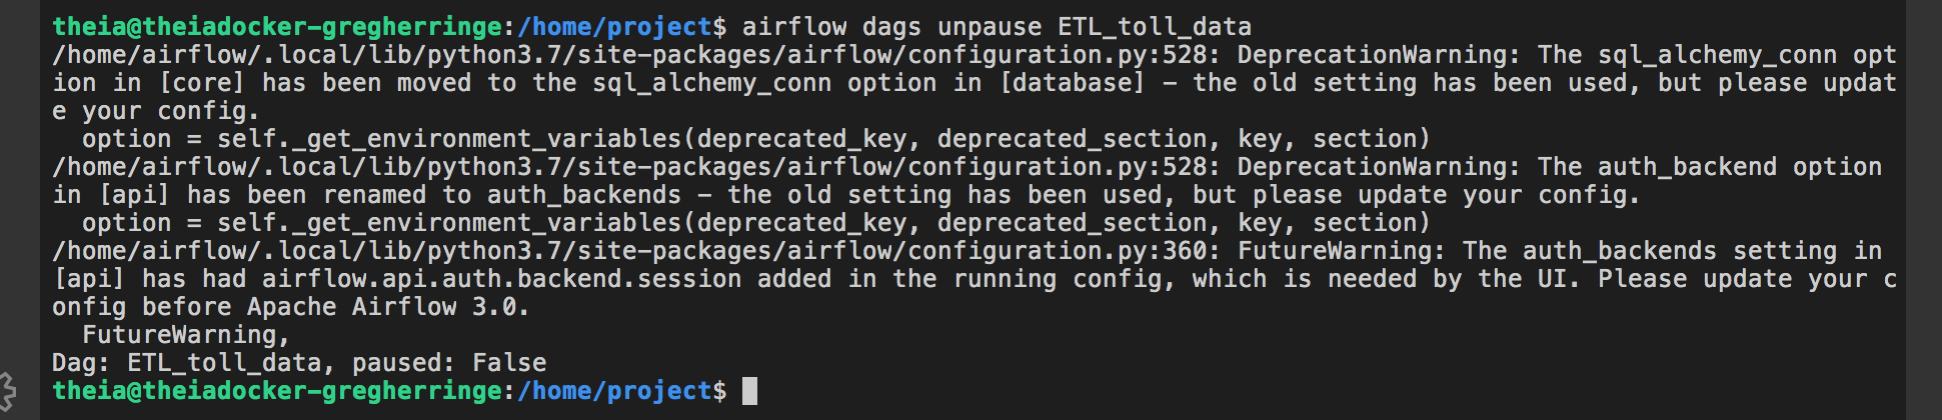 theia@theiadocker-gregherringe:/home/project$ airflow dags unpause ETL_toll_data
/home/airflow/.local/lib/python3.7/site-packages/airflow/configuration.py:528: DeprecationWarning: The sql_alchemy_conn opt
ion in [core] has been moved to the sql_alchemy_conn option in [database] - the old setting has been used, but please updat
e your config.
  option = self._get_environment_variables(deprecated_key, deprecated_section, key, section)
/home/airflow/.local/lib/python3.7/site-packages/airflow/configuration.py:528: DeprecationWarning: The auth_backend option
in [api] has been renamed to auth_backends - the old setting has been used, but please update your config.
  option = self._get_environment_variables(deprecated_key, deprecated_section, key, section)
/home/airflow/.local/lib/python3.7/site-packages/airflow/configuration.py:360: FutureWarning: The auth_backends setting in
[api] has had airflow.api.auth.backend.session added in the running config, which is needed by the UI. Please update your c
onfig before Apache Airflow 3.0.
  FutureWarning,
Dag: ETL_toll_data, paused: False
theia@theiadocker-gregherringe:/home/project$